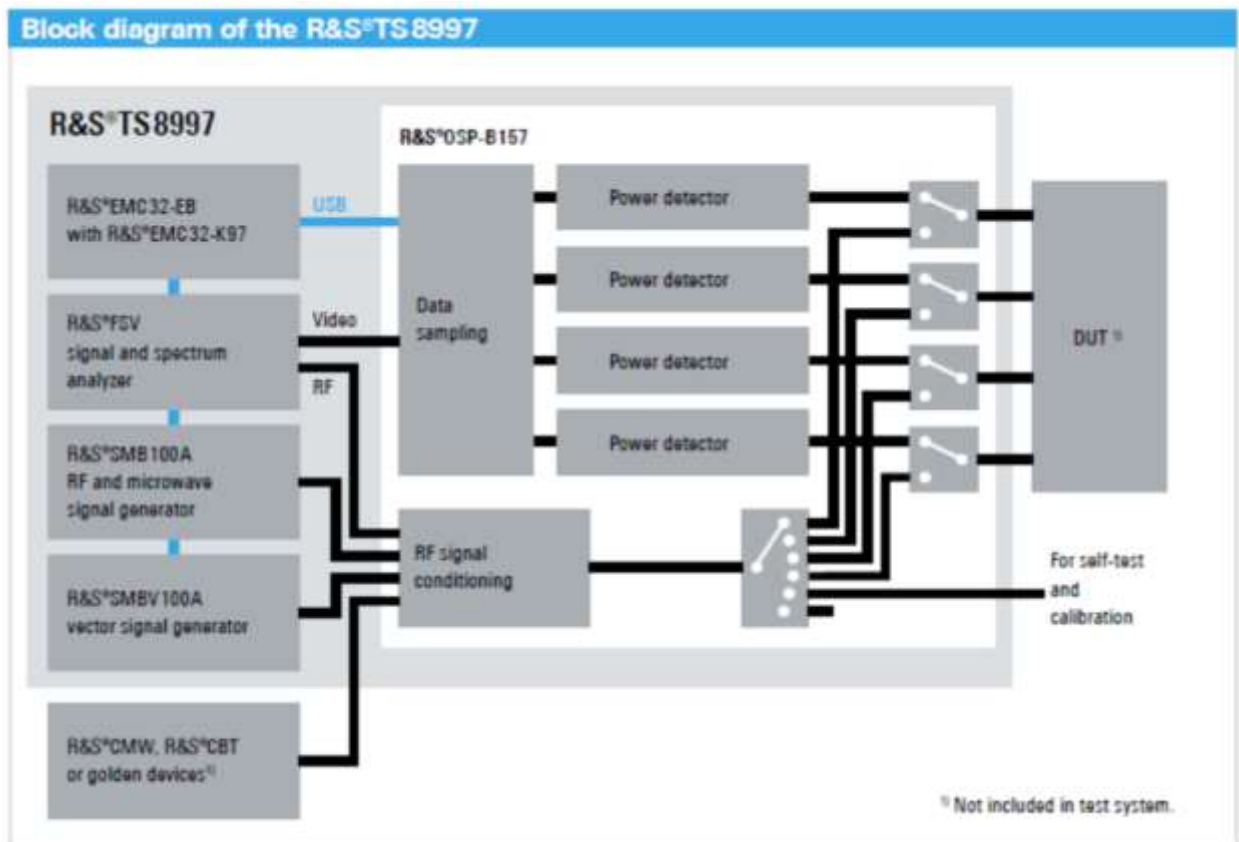 Block diagram of the R&S®TS8997
R&S®TS8997
R&S®OSP-B157
R&S®EMC32-EB
with R&S®EMC32-K97
USB
R&S®FSV
signal and spectrum
analyzer
Video
RF
R&S®SMB100A
RF and microwave
signal generator
R&S®SMBV100A
vector signal generator
R&S®CMW, R&S®CBT
or golden devices¹⁾
Data
sampling
Power detector
Power detector
Power detector
Power detector
RF signal
conditioning
DUT ¹⁾
For self-test
and
calibration
¹⁾ Not included in test system.